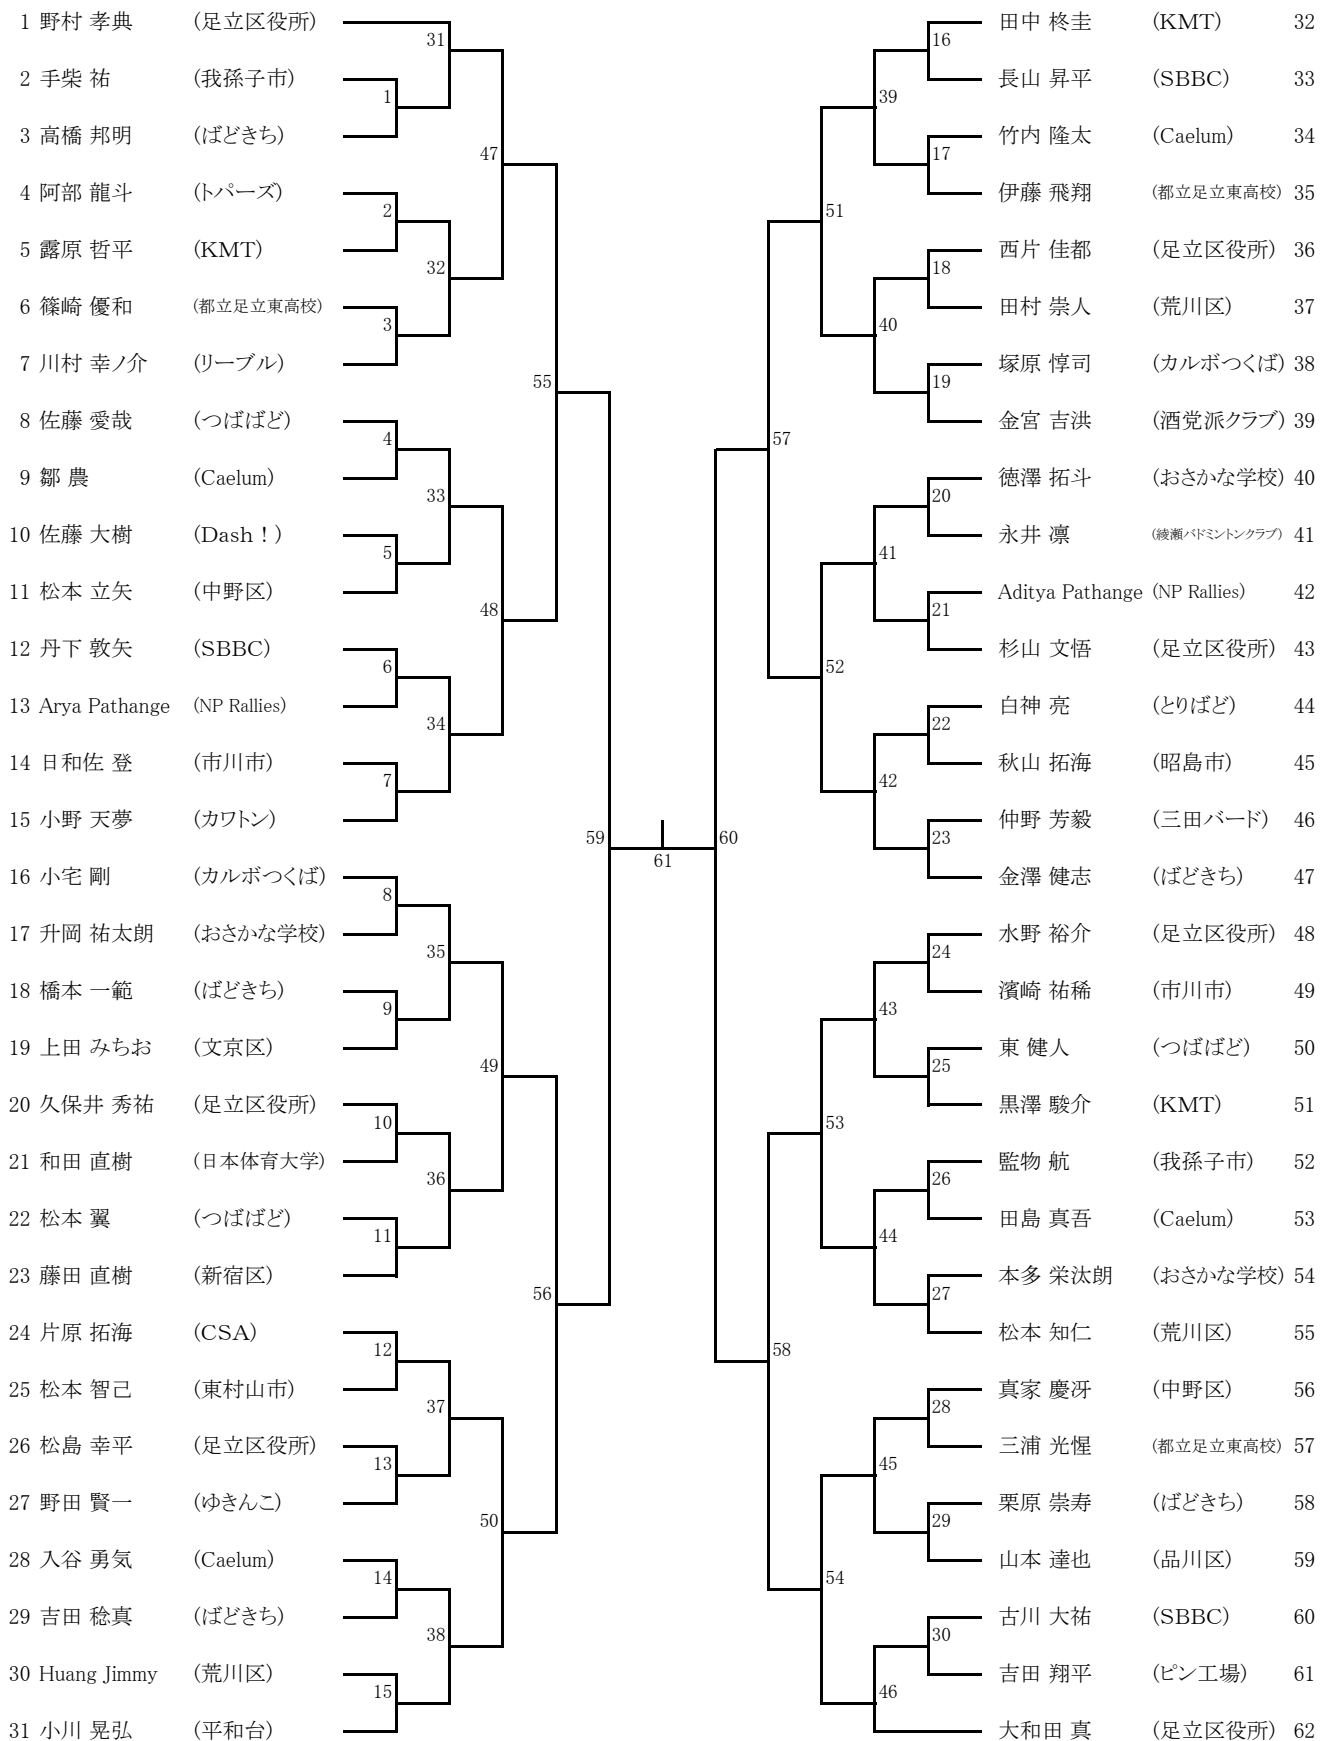 1 野村 孝典 (足立区役所)
2 手柴 祐 (我孫子市)
3 高橋 邦明 (ばどきち)
4 阿部 龍斗 (トパーズ)
5 露原 哲平 (KMT)
6 篠崎 優和 (都立足立東高校)
7 川村 幸ノ介 (リーブル)
8 佐藤 愛哉 (つばばど)
9 鄒 農 (Caelum)
10 佐藤 大樹 (Dash！)
11 松本 立矢 (中野区)
12 丹下 敦矢 (SBBC)
13 Arya Pathange (NP Rallies)
14 日和佐 登 (市川市)
15 小野 天夢 (カワトン)
16 小宅 剛 (カルボつくば)
17 升岡 祐太朗 (おさかな学校)
18 橋本 一範 (ばどきち)
19 上田 みちお (文京区)
20 久保井 秀祐 (足立区役所)
21 和田 直樹 (日本体育大学)
22 松本 翼 (つばばど)
23 藤田 直樹 (新宿区)
24 片原 拓海 (CSA)
25 松本 智己 (東村山市)
26 松島 幸平 (足立区役所)
27 野田 賢一 (ゆきんこ)
28 入谷 勇気 (Caelum)
29 吉田 稔真 (ばどきち)
30 Huang Jimmy (荒川区)
31 小川 晃弘 (平和台)
31
1
47
2
32
3
55
4
33
5
48
6
34
7
59
8
35
9
49
10
36
11
56
12
37
13
50
14
38
15
61
60
16
39
17
51
18
40
19
57
20
41
21
52
22
42
23
24
43
25
53
26
44
27
58
28
45
29
54
30
46
田中 柊圭 (KMT) 32
長山 昇平 (SBBC) 33
竹内 隆太 (Caelum) 34
伊藤 飛翔 (都立足立東高校) 35
西片 佳都 (足立区役所) 36
田村 崇人 (荒川区) 37
塚原 惇司 (カルボつくば) 38
金宮 吉洪 (酒党派クラブ) 39
徳澤 拓斗 (おさかな学校) 40
永井 凛 (綾瀬バドミントンクラブ) 41
Aditya Pathange (NP Rallies) 42
杉山 文悟 (足立区役所) 43
白神 亮 (とりばど) 44
秋山 拓海 (昭島市) 45
仲野 芳毅 (三田バード) 46
金澤 健志 (ばどきち) 47
水野 裕介 (足立区役所) 48
濱崎 祐稀 (市川市) 49
東 健人 (つばばど) 50
黒澤 駿介 (KMT) 51
監物 航 (我孫子市) 52
田島 真吾 (Caelum) 53
本多 栄汰朗 (おさかな学校) 54
松本 知仁 (荒川区) 55
真家 慶冴 (中野区) 56
三浦 光惺 (都立足立東高校) 57
栗原 崇寿 (ばどきち) 58
山本 達也 (品川区) 59
古川 大祐 (SBBC) 60
吉田 翔平 (ピン工場) 61
大和田 真 (足立区役所) 62